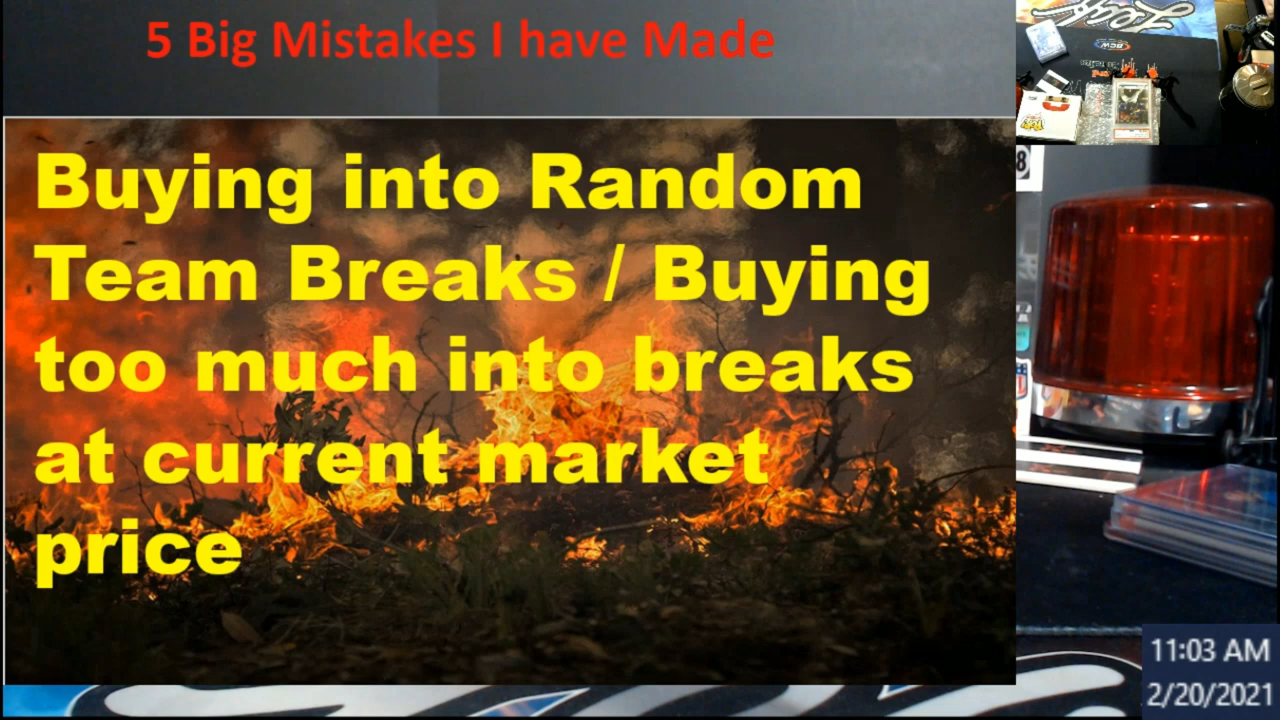 5 Big Mistakes I have Made
Buying into Random
Team Breaks / Buying
too much into breaks
at current market
price
8
11:03 AM
2/20/2021